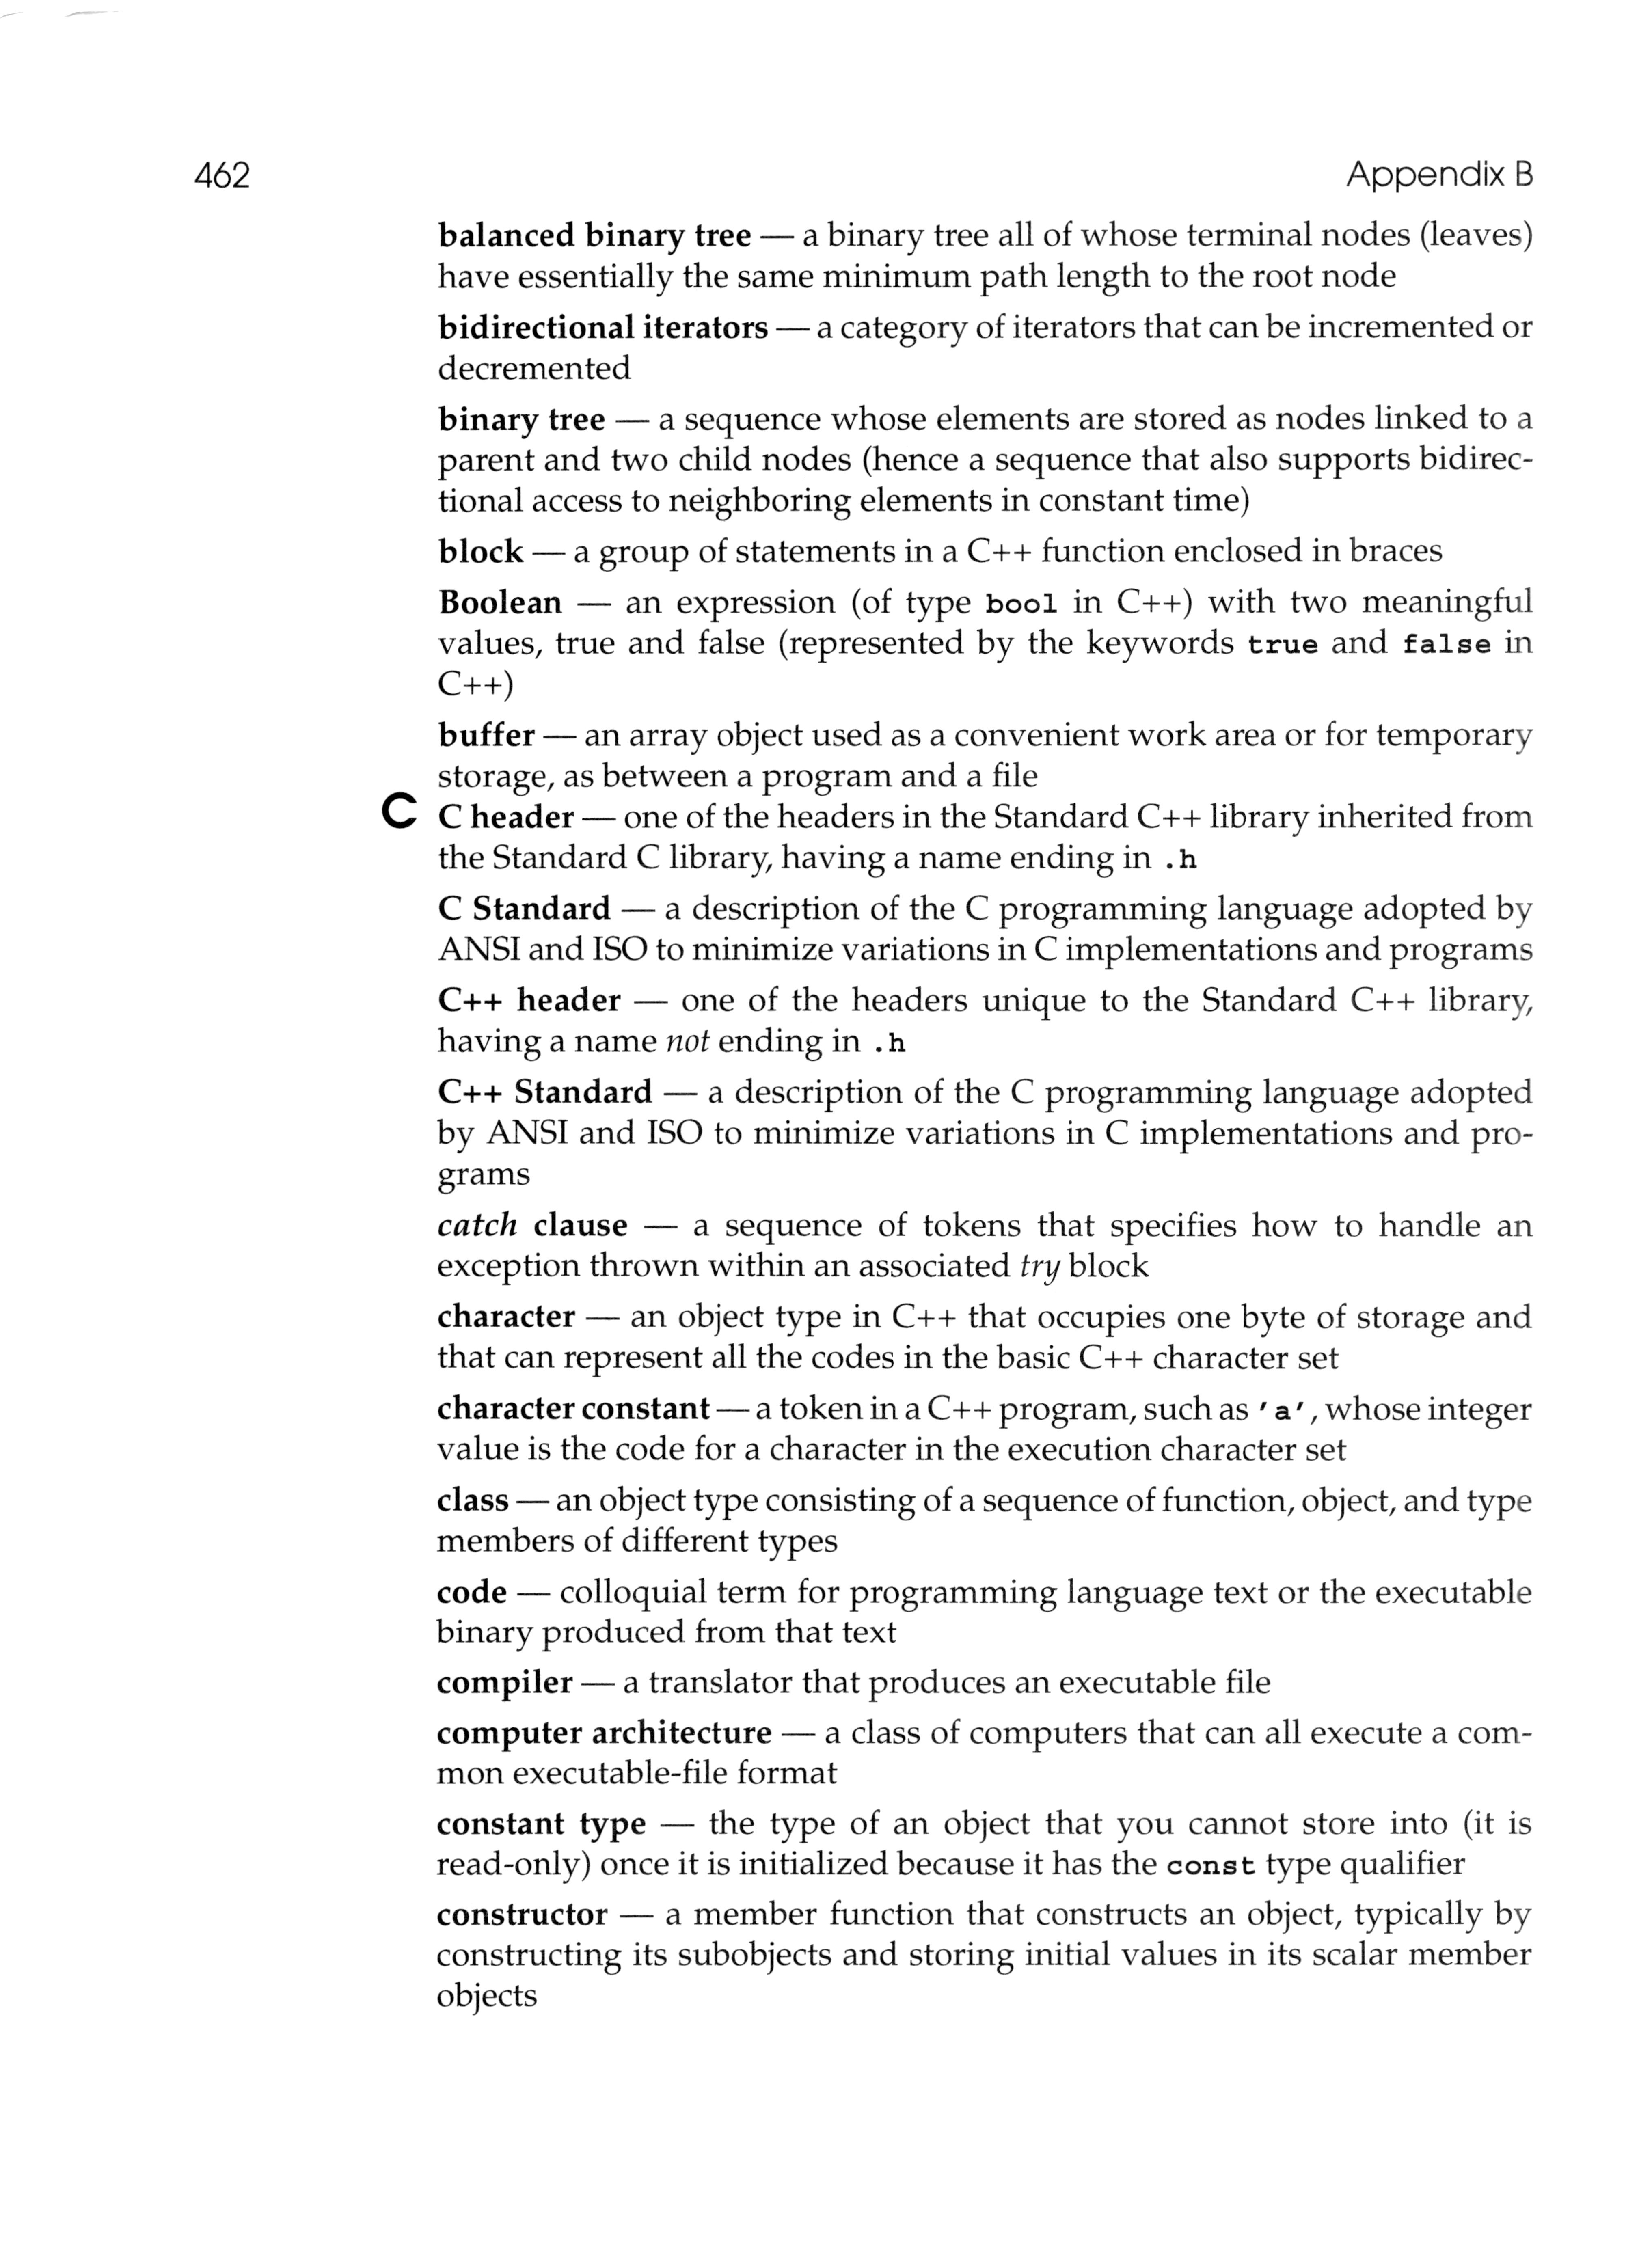 462 Appendix B
balanced binary tree — a binary tree all of whose terminal nodes (leaves)
have essentially the same minimum path length to the root node
bidirectional iterators — a category of iterators that can be incremented or
decremented
binary tree — a sequence whose elements are stored as nodes linked to a
parent and two child nodes (hence a sequence that also supports bidirec-
tional access to neighboring elements in constant time)
block — a group of statements in a C++ function enclosed in braces
Boolean — an expression (of type bool in C++) with two meaningful
values, true and false (represented by the keywords true and false in
C++)
buffer — an array object used as a convenient work area or for temporary
storage, as between a program and a file
C C header — one of the headers in the Standard C++ library inherited from
the Standard C library, having a name ending in .h
C Standard — a description of the C programming language adopted by
ANSI and ISO to minimize variations in C implementations and programs
C++ header — one of the headers unique to the Standard C++ library,
having a name not ending in .h
C++ Standard — a description of the C programming language adopted
by ANSI and ISO to minimize variations in C implementations and pro-
grams
catch clause — a sequence of tokens that specifies how to handle an
exception thrown within an associated try block
character — an object type in C++ that occupies one byte of storage and
that can represent all the codes in the basic C++ character set
character constant — a token in a C++ program, such as 'a', whose integer
value is the code for a character in the execution character set
class — an object type consisting of a sequence of function, object, and type
members of different types
code — colloquial term for programming language text or the executable
binary produced from that text
compiler — a translator that produces an executable file
computer architecture — a class of computers that can all execute a com-
mon executable-file format
constant type — the type of an object that you cannot store into (it is
read-only) once it is initialized because it has the const type qualifier
constructor — a member function that constructs an object, typically by
constructing its subobjects and storing initial values in its scalar member
objects